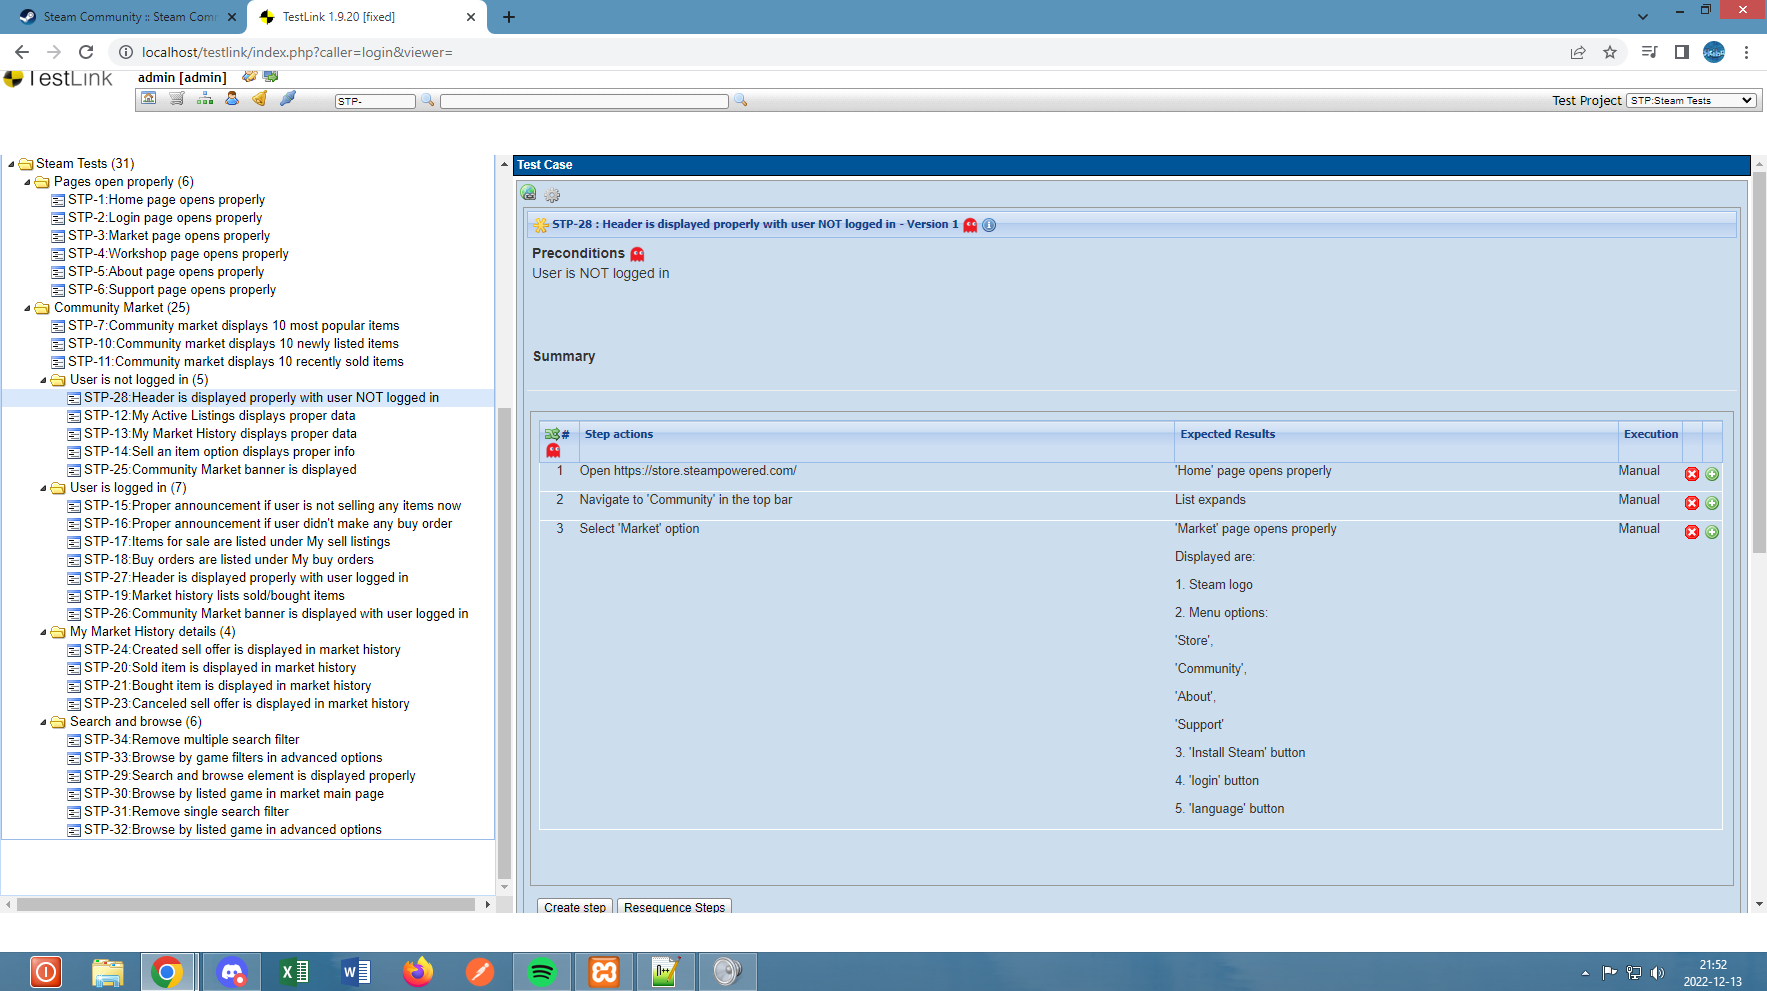 Steam Community :: Steam Comm
TestLink 1.9.20 [fixed]
localhost/testlink/index.php?caller=login&viewer=
TestLink
admin [admin]
STP-
Test Project
STP:Steam Tests
Steam Tests (31)
Pages open properly (6)
STP-1:Home page opens properly
STP-2:Login page opens properly
STP-3:Market page opens properly
STP-4:Workshop page opens properly
STP-5:About page opens properly
STP-6:Support page opens properly
Community Market (25)
STP-7:Community market displays 10 most popular items
STP-10:Community market displays 10 newly listed items
STP-11:Community market displays 10 recently sold items
User is not logged in (5)
STP-28:Header is displayed properly with user NOT logged in
STP-12:My Active Listings displays proper data
STP-13:My Market History displays proper data
STP-14:Sell an item option displays proper info
STP-25:Community Market banner is displayed
User is logged in (7)
STP-15:Proper announcement if user is not selling any items now
STP-16:Proper announcement if user didn't make any buy order
STP-17:Items for sale are listed under My sell listings
STP-18:Buy orders are listed under My buy orders
STP-27:Header is displayed properly with user logged in
STP-19:Market history lists sold/bought items
STP-26:Community Market banner is displayed with user logged in
My Market History details (4)
STP-24:Created sell offer is displayed in market history
STP-20:Sold item is displayed in market history
STP-21:Bought item is displayed in market history
STP-23:Canceled sell offer is displayed in market history
Search and browse (6)
STP-34:Remove multiple search filter
STP-33:Browse by game filters in advanced options
STP-29:Search and browse element is displayed properly
STP-30:Browse by listed game in market main page
STP-31:Remove single search filter
STP-32:Browse by listed game in advanced options
Test Case
STP-28 : Header is displayed properly with user NOT logged in - Version 1
Preconditions
User is NOT logged in
Summary
# Step actions Expected Results Execution
1 Open https://store.steampowered.com/ 'Home' page opens properly Manual
2 Navigate to 'Community' in the top bar List expands Manual
3 Select 'Market' option 'Market' page opens properly Manual
Displayed are:
1. Steam logo
2. Menu options:
'Store',
'Community',
'About',
'Support'
3. 'Install Steam' button
4. 'login' button
5. 'language' button
Create step Resequence Steps
21:52
2022-12-13